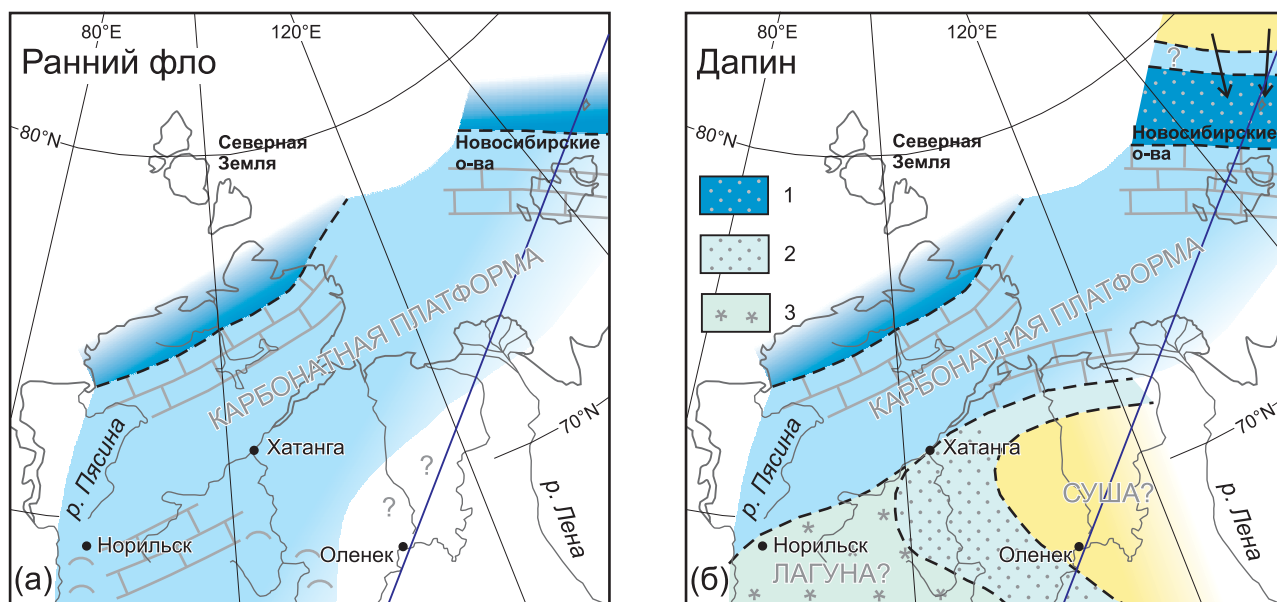 80°E
120°E
Ранний фло
80°N
Северная
Земля
Новосибирские
о-ва
КАРБОНАТНАЯ ПЛАТФОРМА
р. Пясина
Хатанга
70°N
?
?
р. Лена
Норильск
Оленек
(а)
80°E
120°E
Дапин
?
80°N
Северная
Земля
Новосибирские
о-ва
1
2
3
КАРБОНАТНАЯ ПЛАТФОРМА
р. Пясина
Хатанга
70°N
СУША?
р. Лена
Норильск
ЛАГУНА?
Оленек
(б)